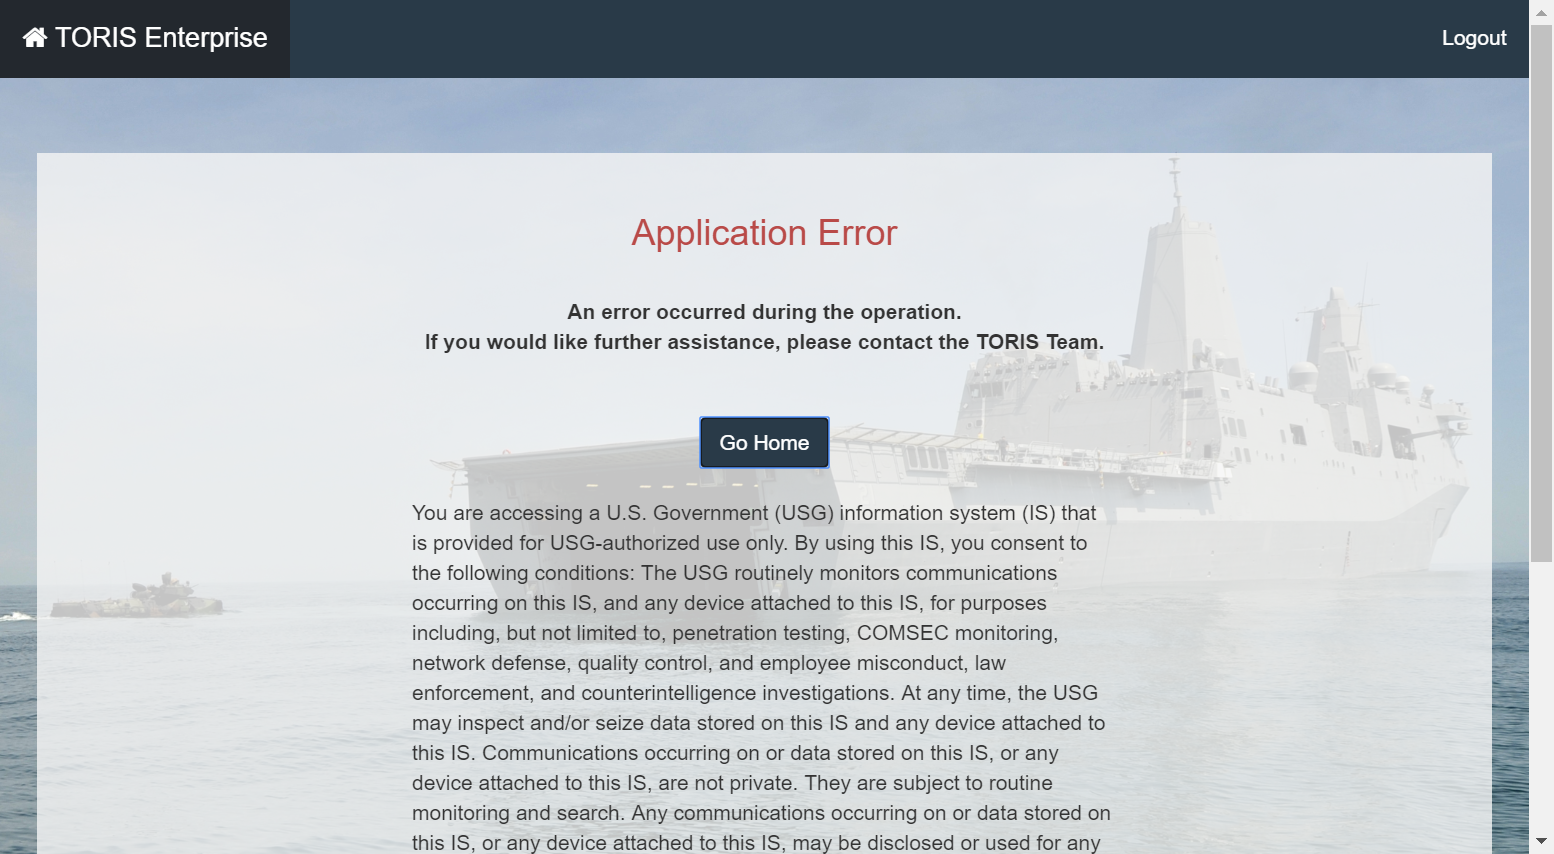 TORIS Enterprise
Logout
Application Error
An error occurred during the operation.
If you would like further assistance, please contact the TORIS Team.
Go Home
You are accessing a U.S. Government (USG) information system (IS) that
is provided for USG-authorized use only. By using this IS, you consent to
the following conditions: The USG routinely monitors communications
occurring on this IS, and any device attached to this IS, for purposes
including, but not limited to, penetration testing, COMSEC monitoring,
network defense, quality control, and employee misconduct, law
enforcement, and counterintelligence investigations. At any time, the USG
may inspect and/or seize data stored on this IS and any device attached to
this IS. Communications occurring on or data stored on this IS, or any
device attached to this IS, are not private. They are subject to routine
monitoring and search. Any communications occurring on or data stored on
this IS, or any device attached to this IS, may be disclosed or used for any